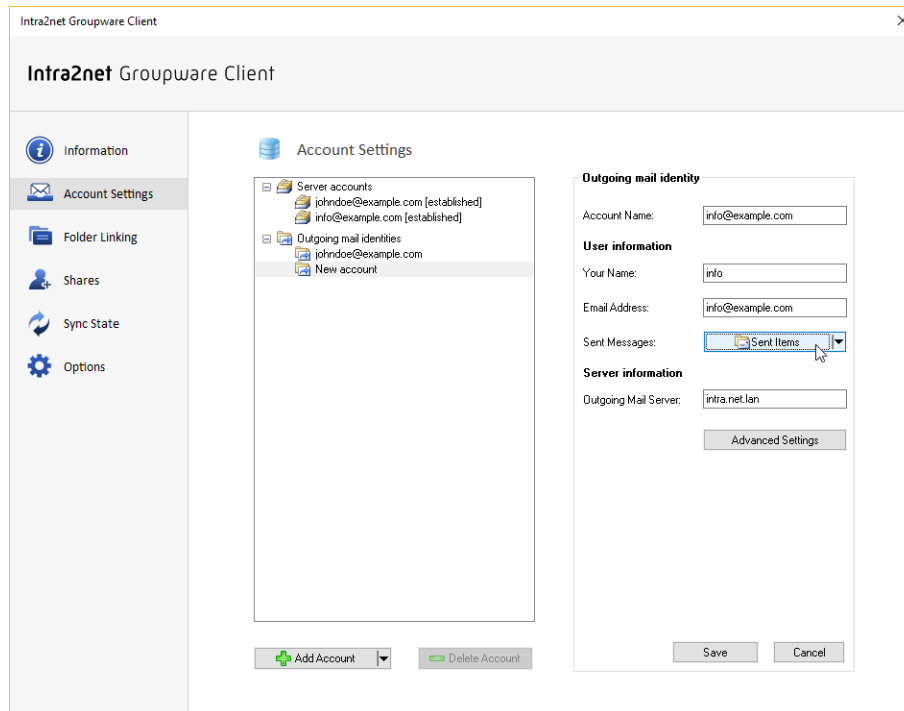 Intra2net Groupware Client
Intra2net Groupware Client
Information
Account Settings
Folder Linking
Shares
Sync State
Options
Account Settings
Server accounts
johndoe@example.com [established]
info@example.com [established]
Outgoing mail identities
johndoe@example.com
New account
Add Account
Delete Account
Outgoing mail identity
Account Name: info@example.com
User information
Your Name: info
Email Address: info@example.com
Sent Messages: Sent Items
Server information
Outgoing Mail Server: intra.net.lan
Advanced Settings
Save Cancel